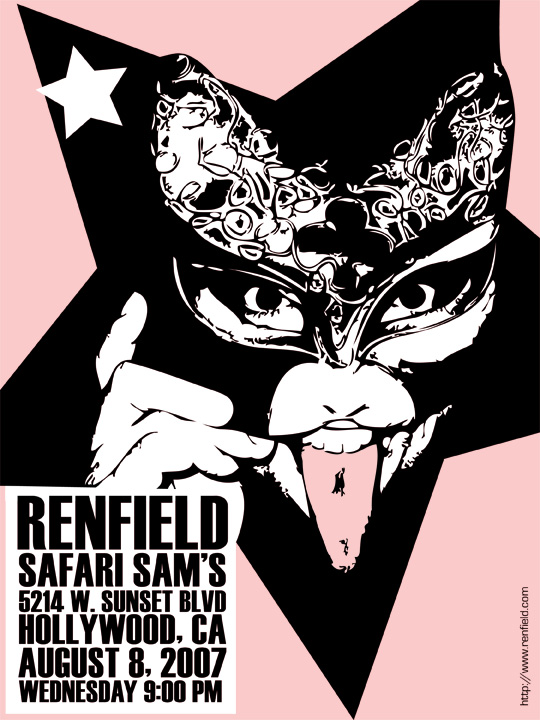 RENFIELD
SAFARI SAM'S
5214 W. SUNSET BLVD
HOLLYWOOD, CA
AUGUST 8, 2007
WEDNESDAY 9:00 PM
http://www.renfield.com